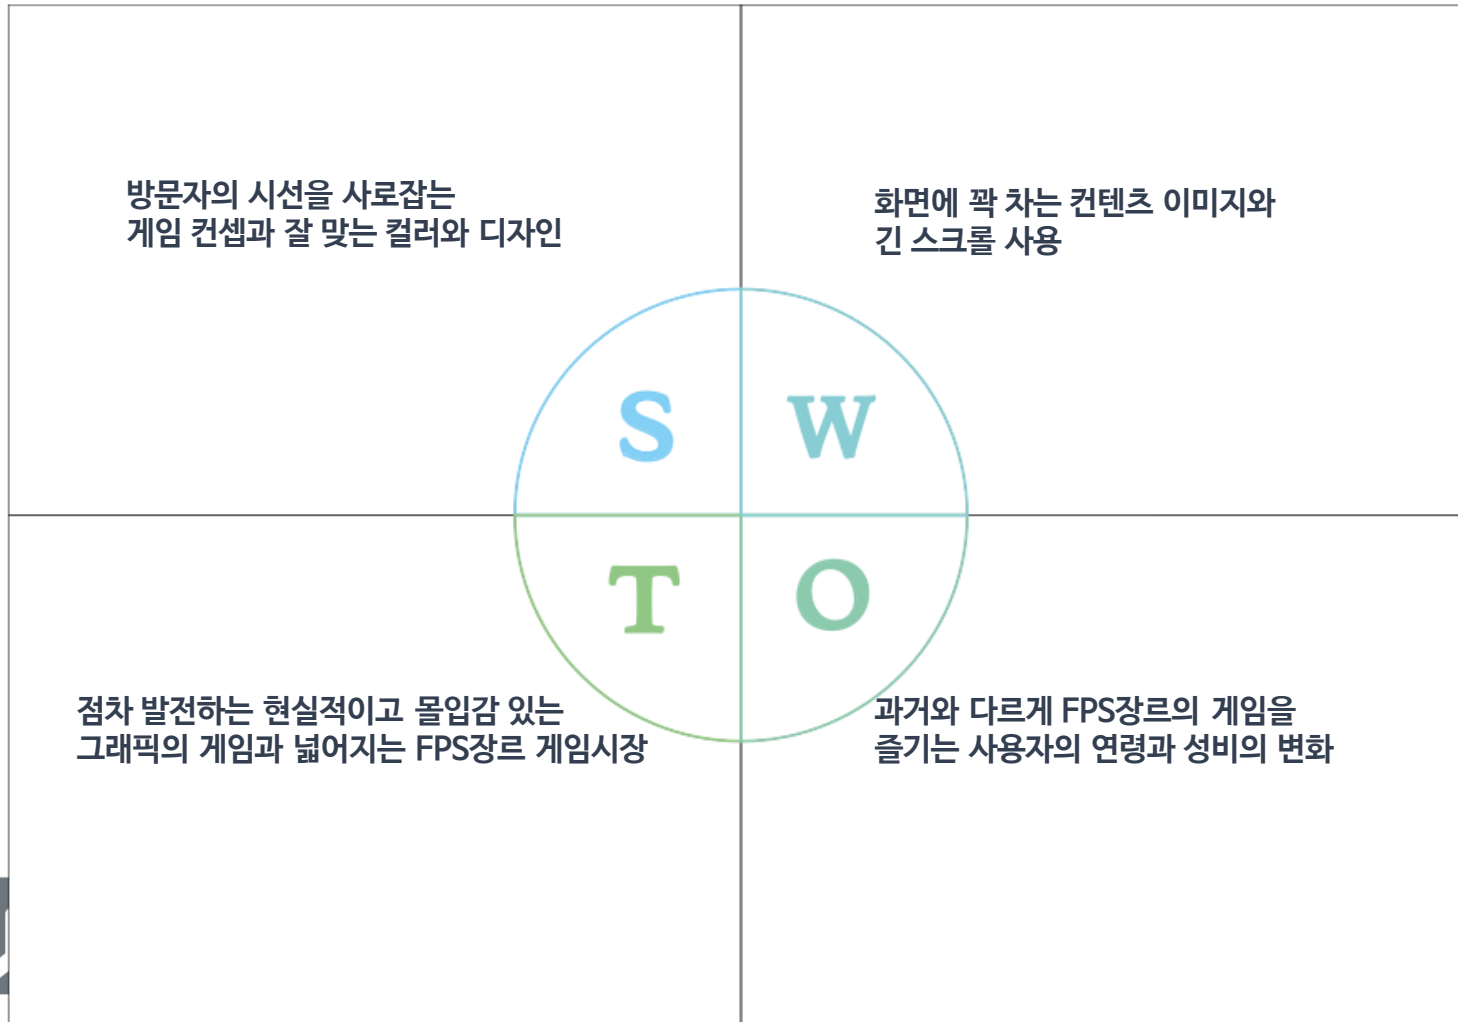 방문자의 시선을 사로잡는
게임 컨셉과 잘 맞는 컬러와 디자인
화면에 꽉 차는 컨텐츠 이미지와
긴 스크롤 사용
S
W
T
O
점차 발전하는 현실적이고 몰입감 있는
그래픽의 게임과 넓어지는 FPS장르 게임시장
과거와 다르게 FPS장르의 게임을
즐기는 사용자의 연령과 성비의 변화